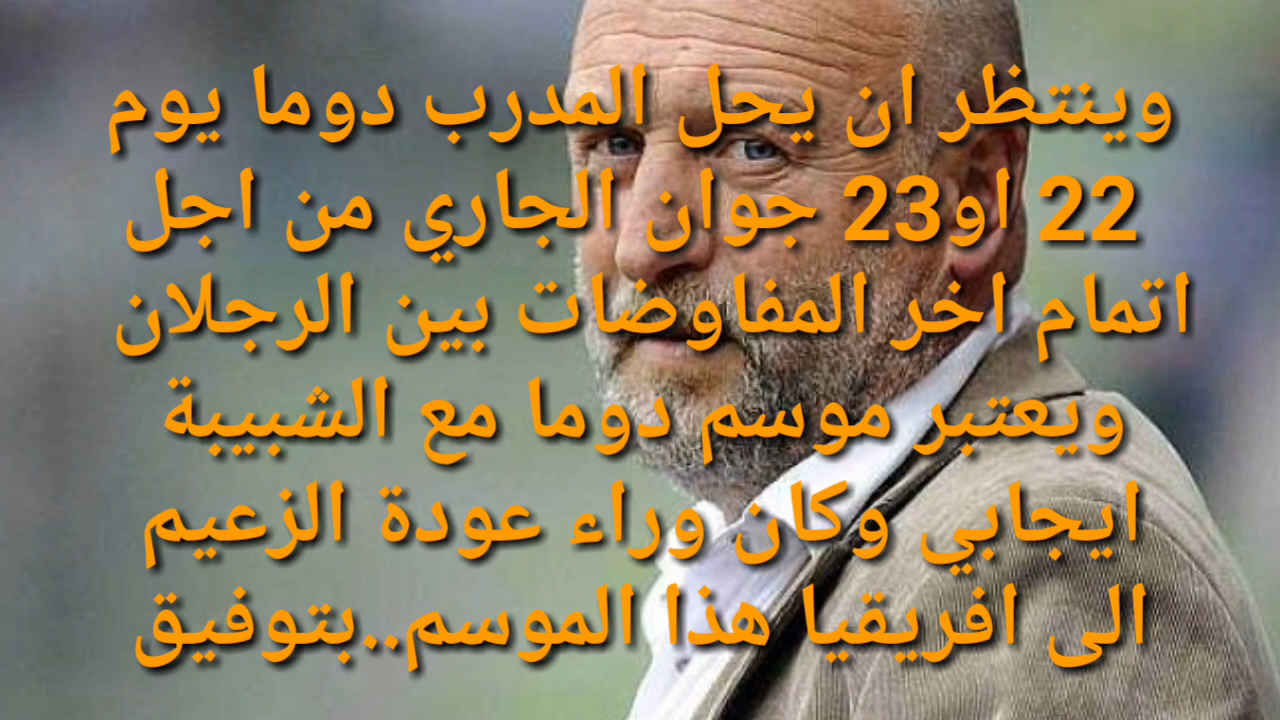 وينتظر ان يحل المدرب دوما يوم
22 او23 جوان الجاري من اجل
اتمام اخر المفاوضات بين الرجلان
ويعتبر موسم دوما مع الشبيبة
ايجابي وكان وراء عودة الزعيم
الى افريقيا هذا الموسم..بتوفيق